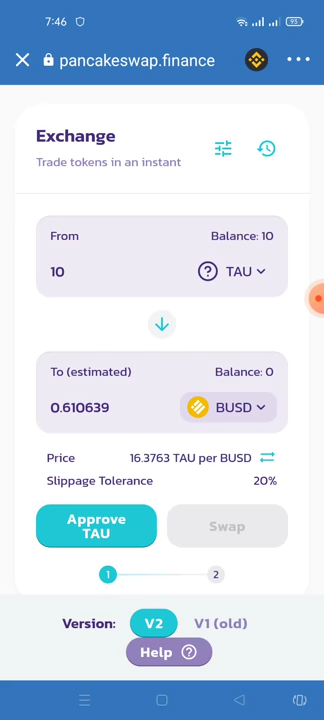 7:46
93
pancakeswap.finance
Exchange
Trade tokens in an instant
From
Balance: 10
10
? TAU
To (estimated)
Balance: 0
0.610639
BUSD
Price
16.3763 TAU per BUSD
Slippage Tolerance
20%
Approve
TAU
Swap
1
2
Version:
V2
V1 (old)
Help ?